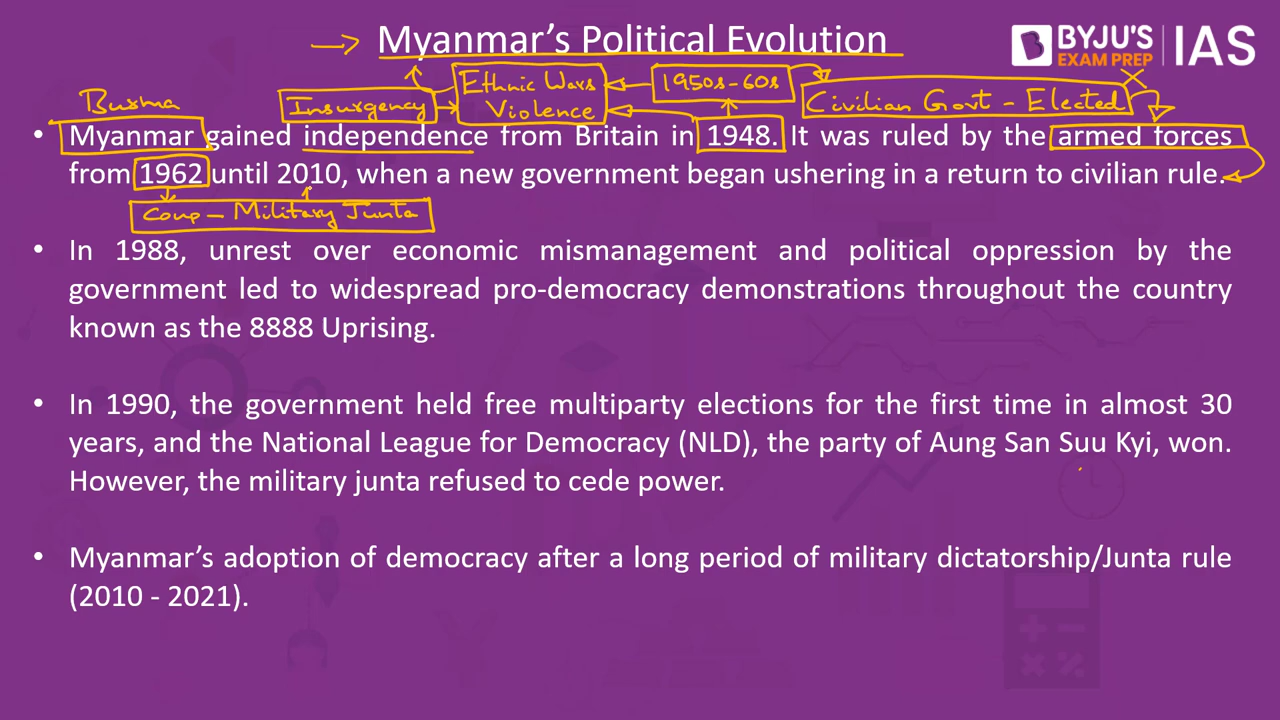 → Myanmar's Political Evolution
BYJU'S
EXAM PREP
IAS
Ethnic Wars
Violence
1950s-60s
Insurgency
Civilian Govt - Elected
X
Burma
• Myanmar gained independence from Britain in 1948. It was ruled by the armed forces
from 1962 until 2010, when a new government began ushering in a return to civilian rule.
Coup - Military Junta
• In 1988, unrest over economic mismanagement and political oppression by the
government led to widespread pro-democracy demonstrations throughout the country
known as the 8888 Uprising.
• In 1990, the government held free multiparty elections for the first time in almost 30
years, and the National League for Democracy (NLD), the party of Aung San Suu Kyi, won.
However, the military junta refused to cede power.
• Myanmar's adoption of democracy after a long period of military dictatorship/Junta rule
(2010 - 2021).